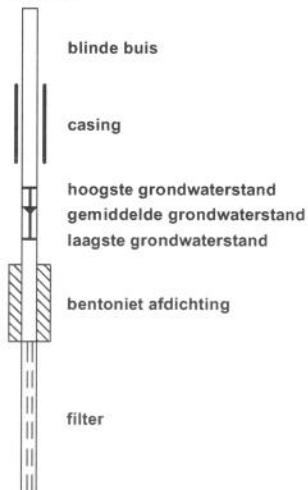 blinde buis
casing
hoogste grondwaterstand
gemiddelde grondwaterstand
laagste grondwaterstand
bentoniet afdichting
filter